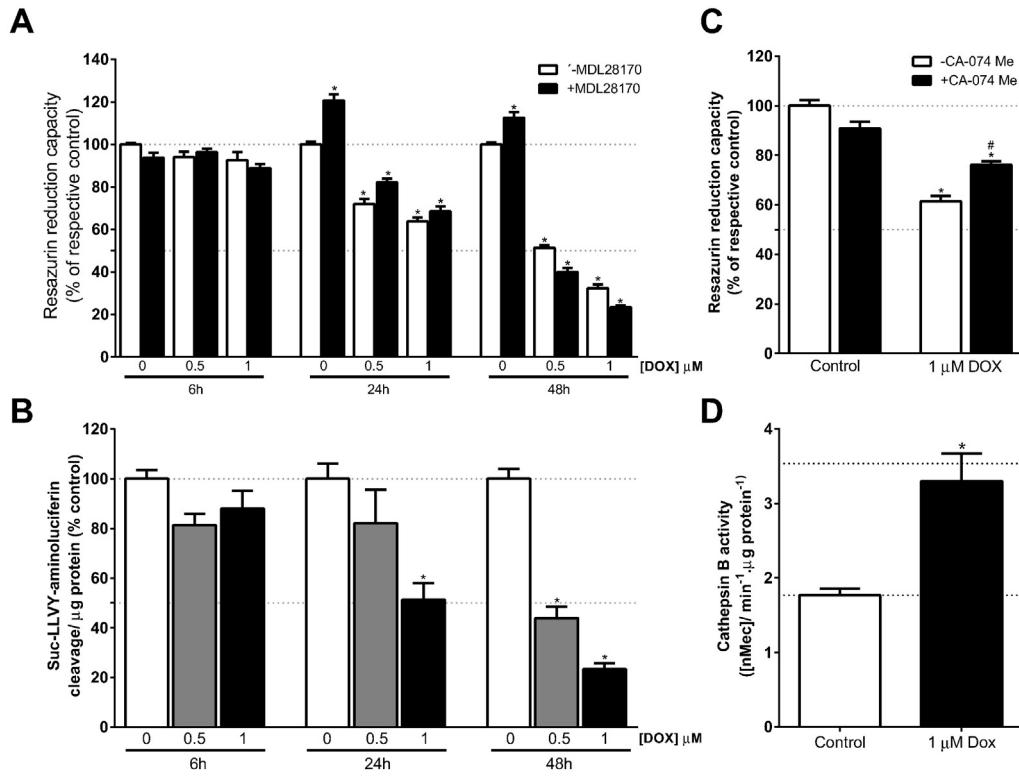 A
Resazurin reduction capacity
(% of respective control)
140
120
100
80
60
40
20
0
´-MDL28170
+MDL28170
0 0.5 1 0 0.5 1 0 0.5 1 [DOX] µM
6h 24h 48h
* * * * * * * * * *
B
Suc-LLVY-aminoluciferin
cleavage/ µg protein (% control)
120
100
80
60
40
20
0
* * *
0 0.5 1 0 0.5 1 0 0.5 1 [DOX] µM
6h 24h 48h
C
Resazurin reduction capacity
(% of respective control)
120
100
80
60
40
20
0
-CA-074 Me
+CA-074 Me
#
* *
Control 1 µM DOX
D
Cathepsin B activity
([nMec]/ min⁻¹.µg protein⁻¹)
4
3
2
1
0
*
Control 1 µM Dox